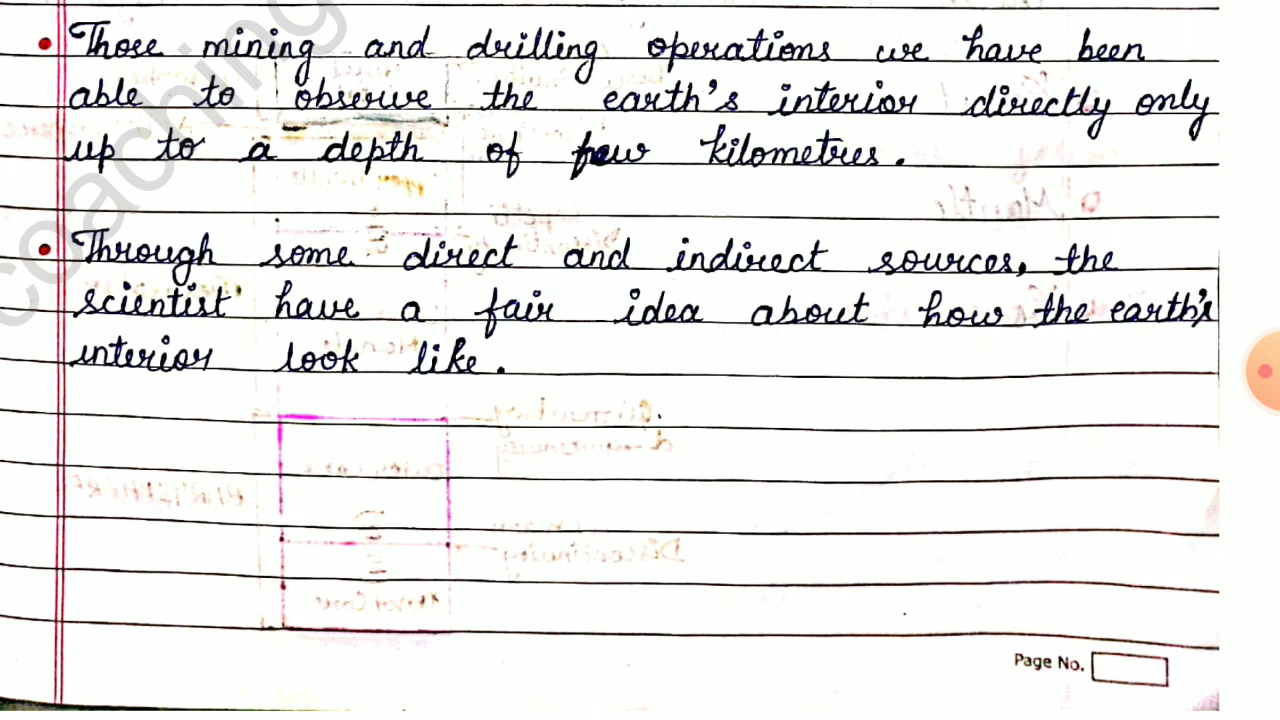 Those mining and drilling operations we have been
able to observe the earth's interior directly only
up to a depth of few kilometres.
Through some direct and indirect sources, the
scientist have a fair idea about how the earth's
interior look like.
Page No.
coaching